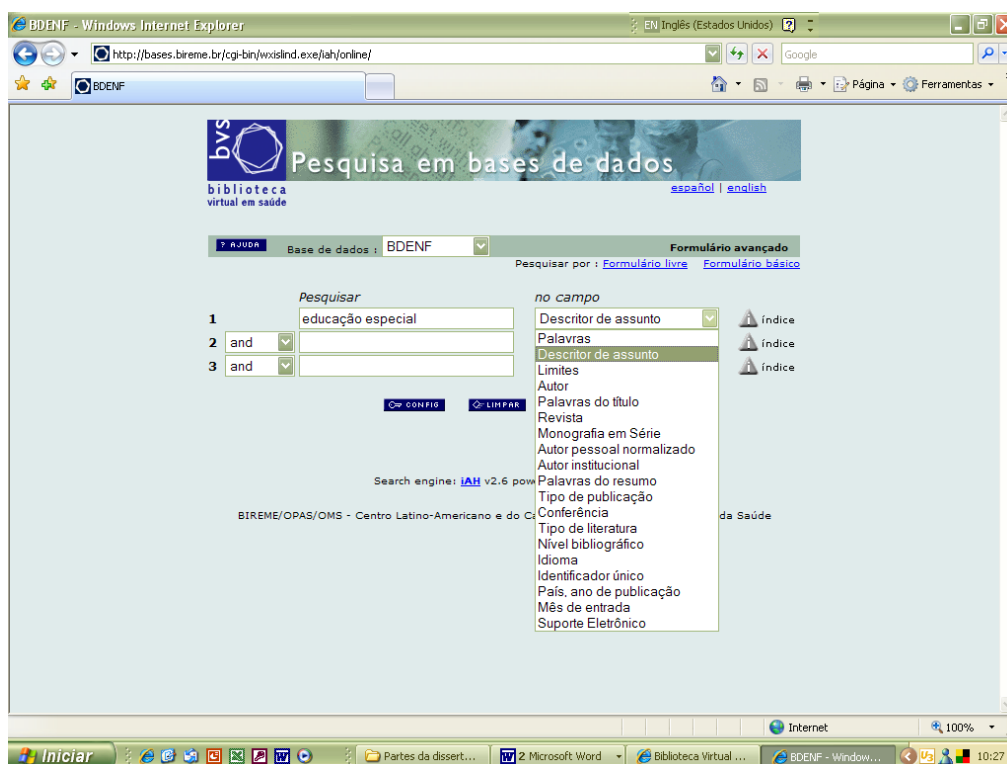 BDENF - Windows Internet Explorer
EN Inglês (Estados Unidos)
http://bases.bireme.br/cgi-bin/wxislind.exe/iah/online/
Google
BDENF
Página
Ferramentas
bvs
Pesquisa em bases de dados
biblioteca
virtual em saúde
español | english
? AJUDA
Base de dados : BDENF
Formulário avançado
Pesquisar por : Formulário livre Formulário básico
Pesquisar no campo
1 educação especial Descritor de assunto índice
2 and índice
3 and índice
Palavras
Descritor de assunto
Limites
Autor
Palavras do título
Revista
Monografia em Série
Autor pessoal normalizado
Autor institucional
Palavras do resumo
Tipo de publicação
Conferência
Tipo de literatura
Nível bibliográfico
Idioma
Identificador único
País, ano de publicação
Mês de entrada
Suporte Eletrônico
CONFIG LIMPAR
Search engine: iAH v2.6
BIREME/OPAS/OMS - Centro Latino-Americano e do da Saúde
Internet 100%
Iniciar Partes da dissert... 2 Microsoft Word Biblioteca Virtual ... BDENF - Window... 10:27